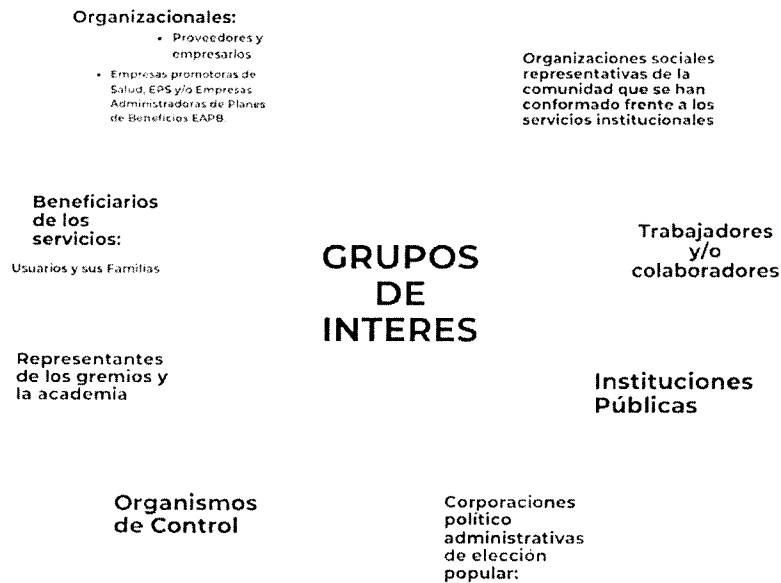 Organizacionales:
• Proveedores y
empresarios
• Empresas promotoras de
Salud, EPS y/o Empresas
Administradoras de Planes
de Beneficios EAPB.
Organizaciones sociales
representativas de la
comunidad que se han
conformado frente a los
servicios institucionales
Beneficiarios
de los
servicios:
Usuarios y sus Familias
GRUPOS
DE
INTERES
Trabajadores
y/o
colaboradores
Representantes
de los gremios y
la academia
Instituciones
Públicas
Organismos
de Control
Corporaciones
político
administrativas
de elección
popular: